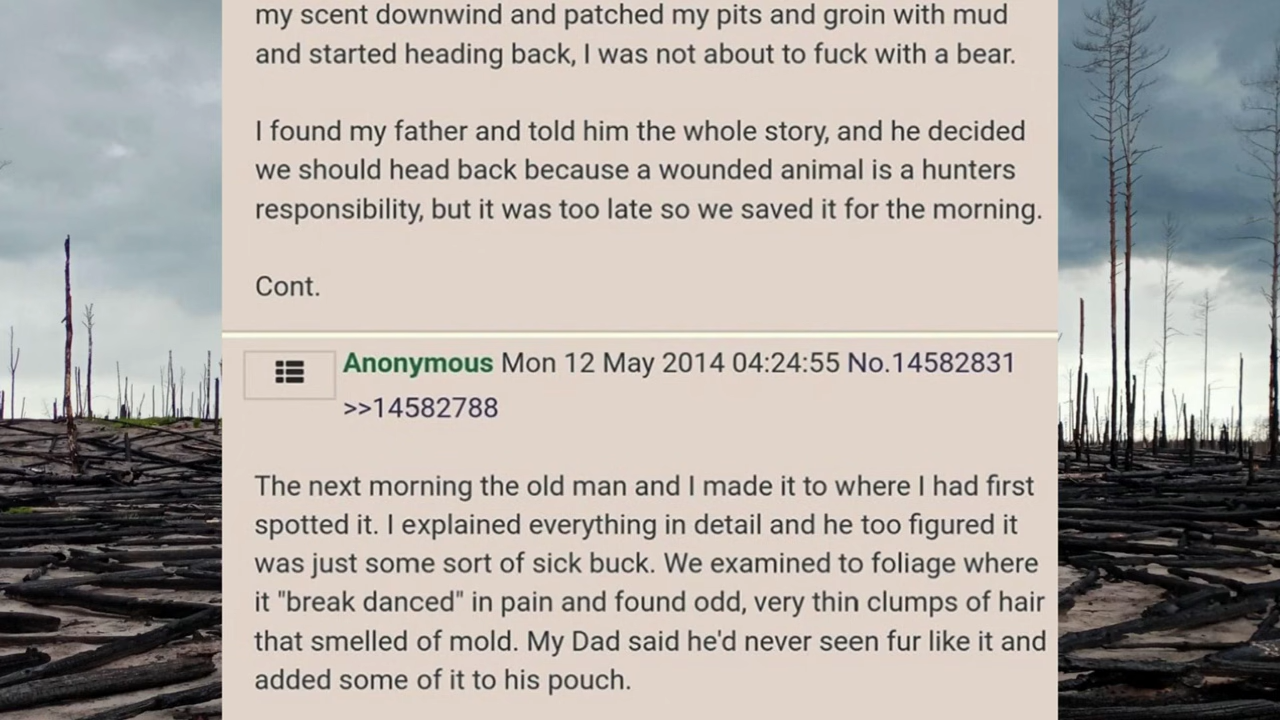 my scent downwind and patched my pits and groin with mud
and started heading back, I was not about to fuck with a bear.
I found my father and told him the whole story, and he decided
we should head back because a wounded animal is a hunters
responsibility, but it was too late so we saved it for the morning.
Cont.
Anonymous Mon 12 May 2014 04:24:55 No.14582831
>>14582788
The next morning the old man and I made it to where I had first
spotted it. I explained everything in detail and he too figured it
was just some sort of sick buck. We examined to foliage where
it "break danced" in pain and found odd, very thin clumps of hair
that smelled of mold. My Dad said he'd never seen fur like it and
added some of it to his pouch.